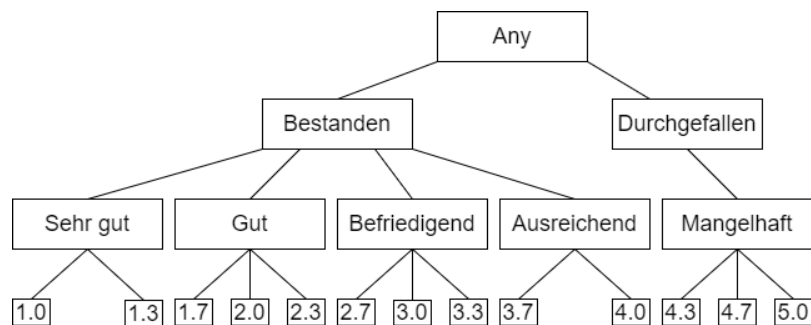 Any
Bestanden
Durchgefallen
Sehr gut
Gut
Befriedigend
Ausreichend
Mangelhaft
1.0
1.3
1.7
2.0
2.3
2.7
3.0
3.3
3.7
4.0
4.3
4.7
5.0